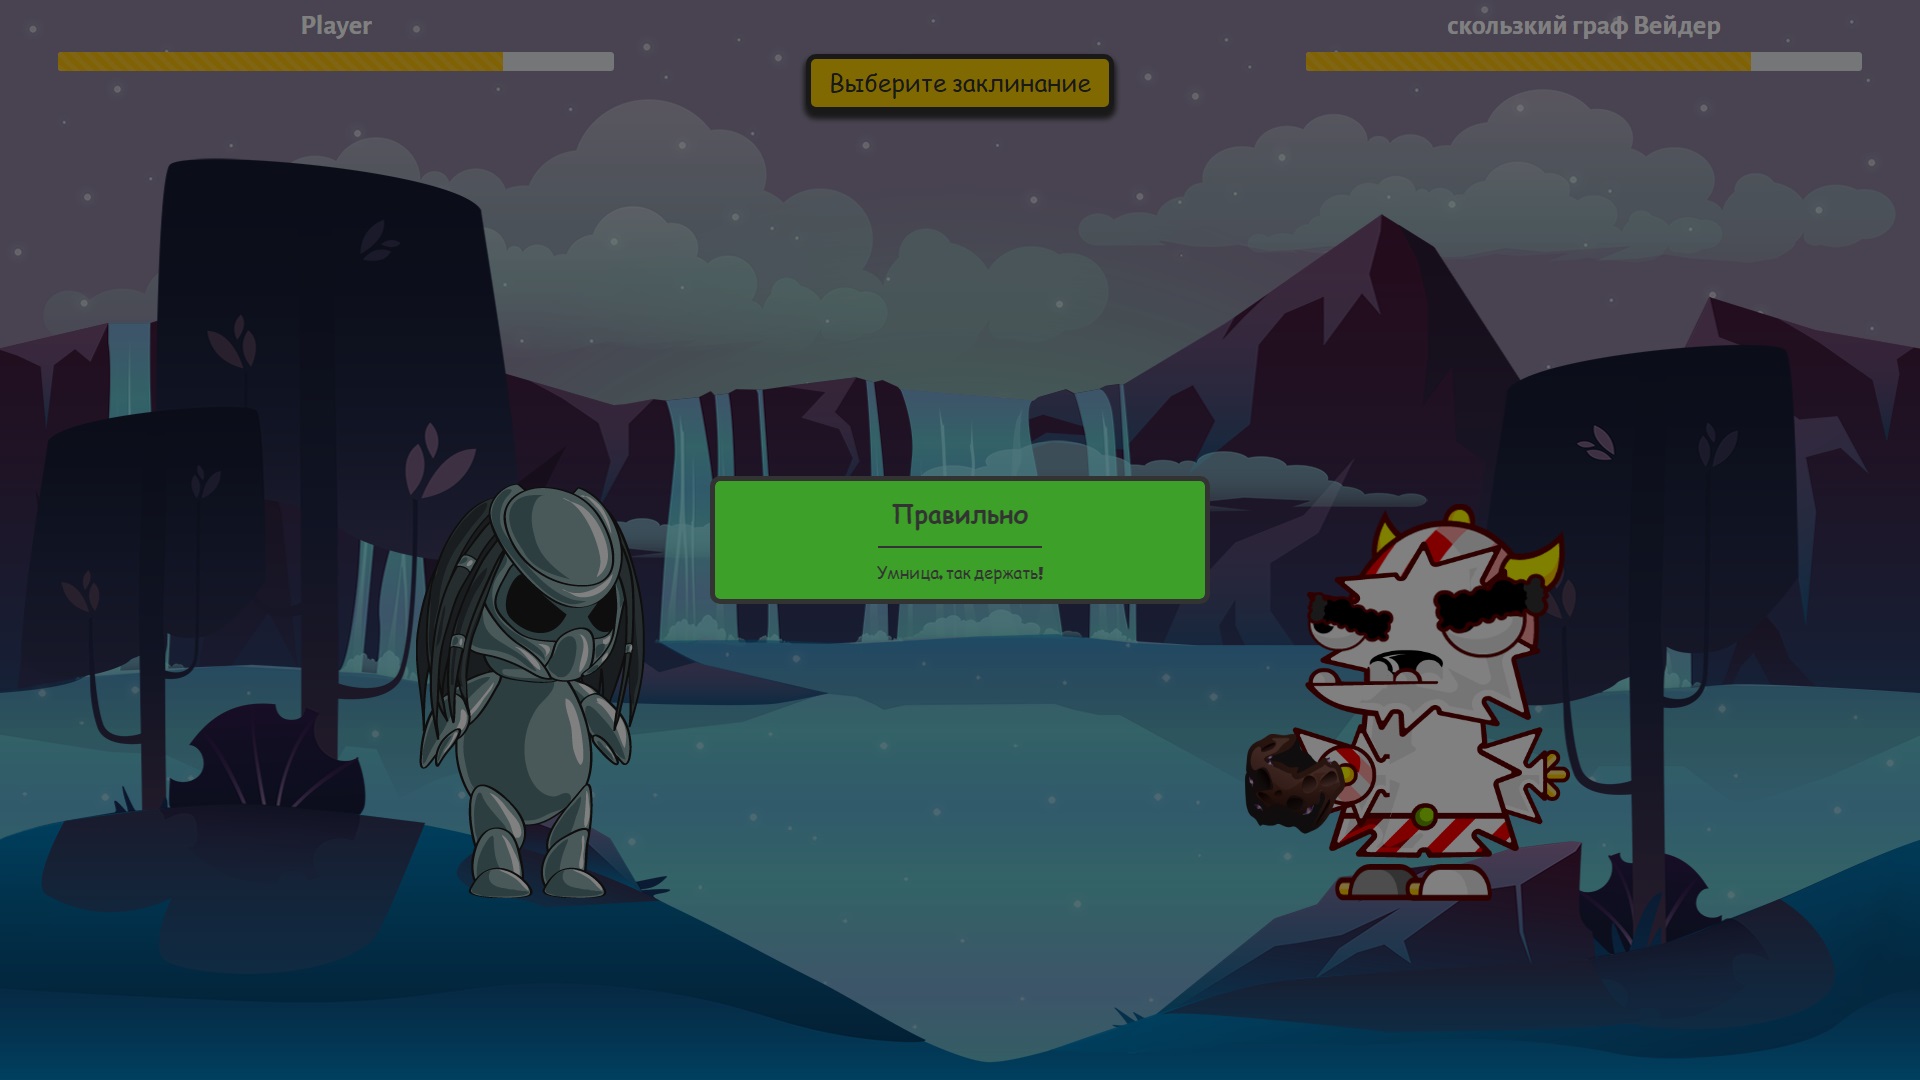 Player
скользкий граф Вейдер
Выберите заклинание
Правильно
Умница, так держать!